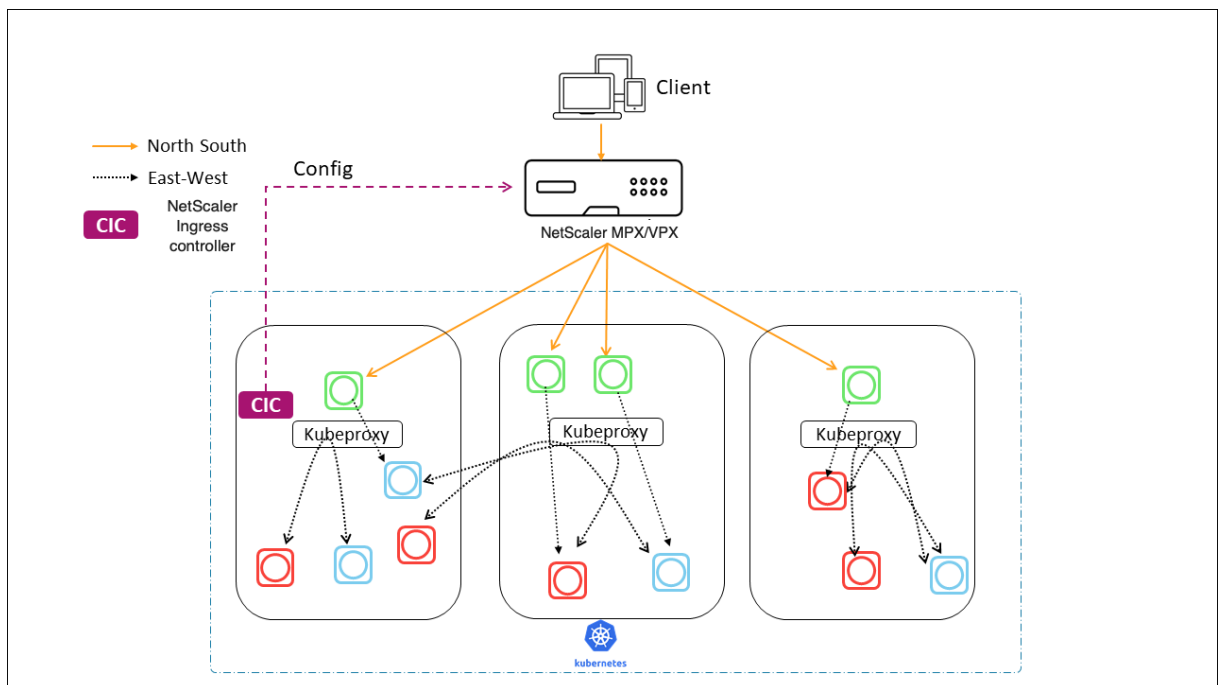 Client
North South
East-West
CIC
NetScaler
Ingress
controller
Config
NetScaler MPX/VPX
CIC
Kubeproxy
Kubeproxy
Kubeproxy
kubernetes